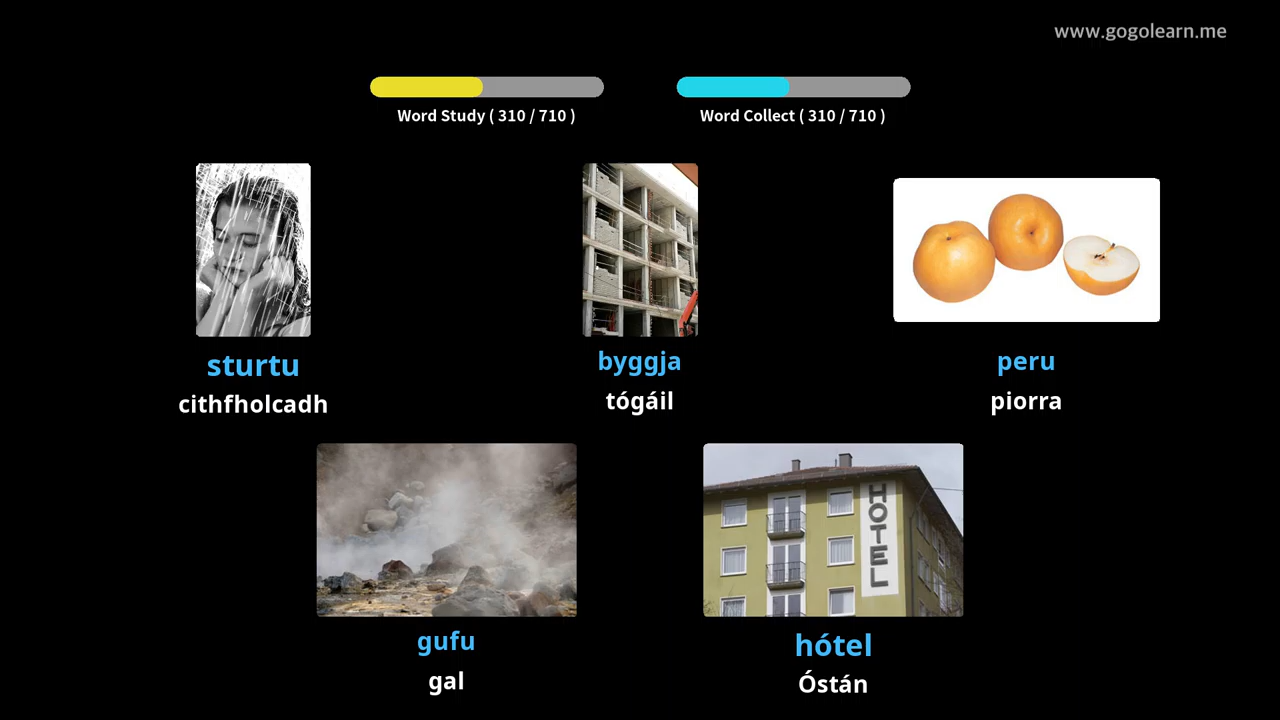 www.gogolearn.me
Word Study ( 310 / 710 )
Word Collect ( 310 / 710 )
sturtu
cithfholcadh
byggja
tógáil
peru
piorra
gufu
gal
HOTEL
hótel
Óstán